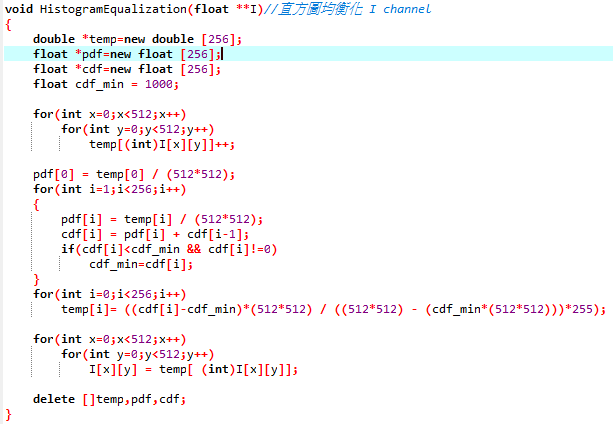 void HistogramEqualization(float **I)//直方圖均衡化 I channel
{
    double *temp=new double [256];
    float *pdf=new float [256];
    float *cdf=new float [256];
    float cdf_min = 1000;

    for(int x=0;x<512;x++)
        for(int y=0;y<512;y++)
            temp[(int)I[x][y]]++;

    pdf[0] = temp[0] / (512*512);
    for(int i=1;i<256;i++)
    {
        pdf[i] = temp[i] / (512*512);
        cdf[i] = pdf[i] + cdf[i-1];
        if(cdf[i]<cdf_min && cdf[i]!=0)
            cdf_min=cdf[i];
    }
    for(int i=0;i<256;i++)
        temp[i]= ((cdf[i]-cdf_min)*(512*512) / ((512*512) - (cdf_min*(512*512)))*255);

    for(int x=0;x<512;x++)
        for(int y=0;y<512;y++)
            I[x][y] = temp[ (int)I[x][y]];

    delete []temp,pdf,cdf;
}